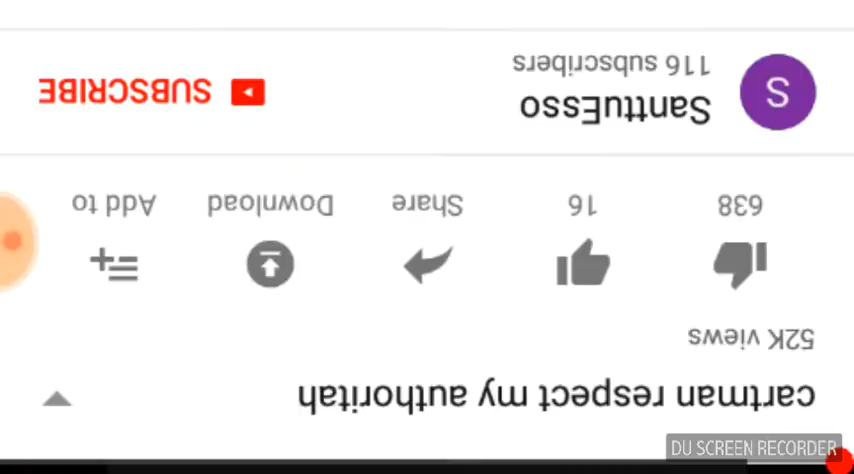 cartman respect my authoritah
52K views
638 16 Share Download Add to
SanttuEsso
116 subscribers
SUBSCRIBE
S
DU SCREEN RECORDER